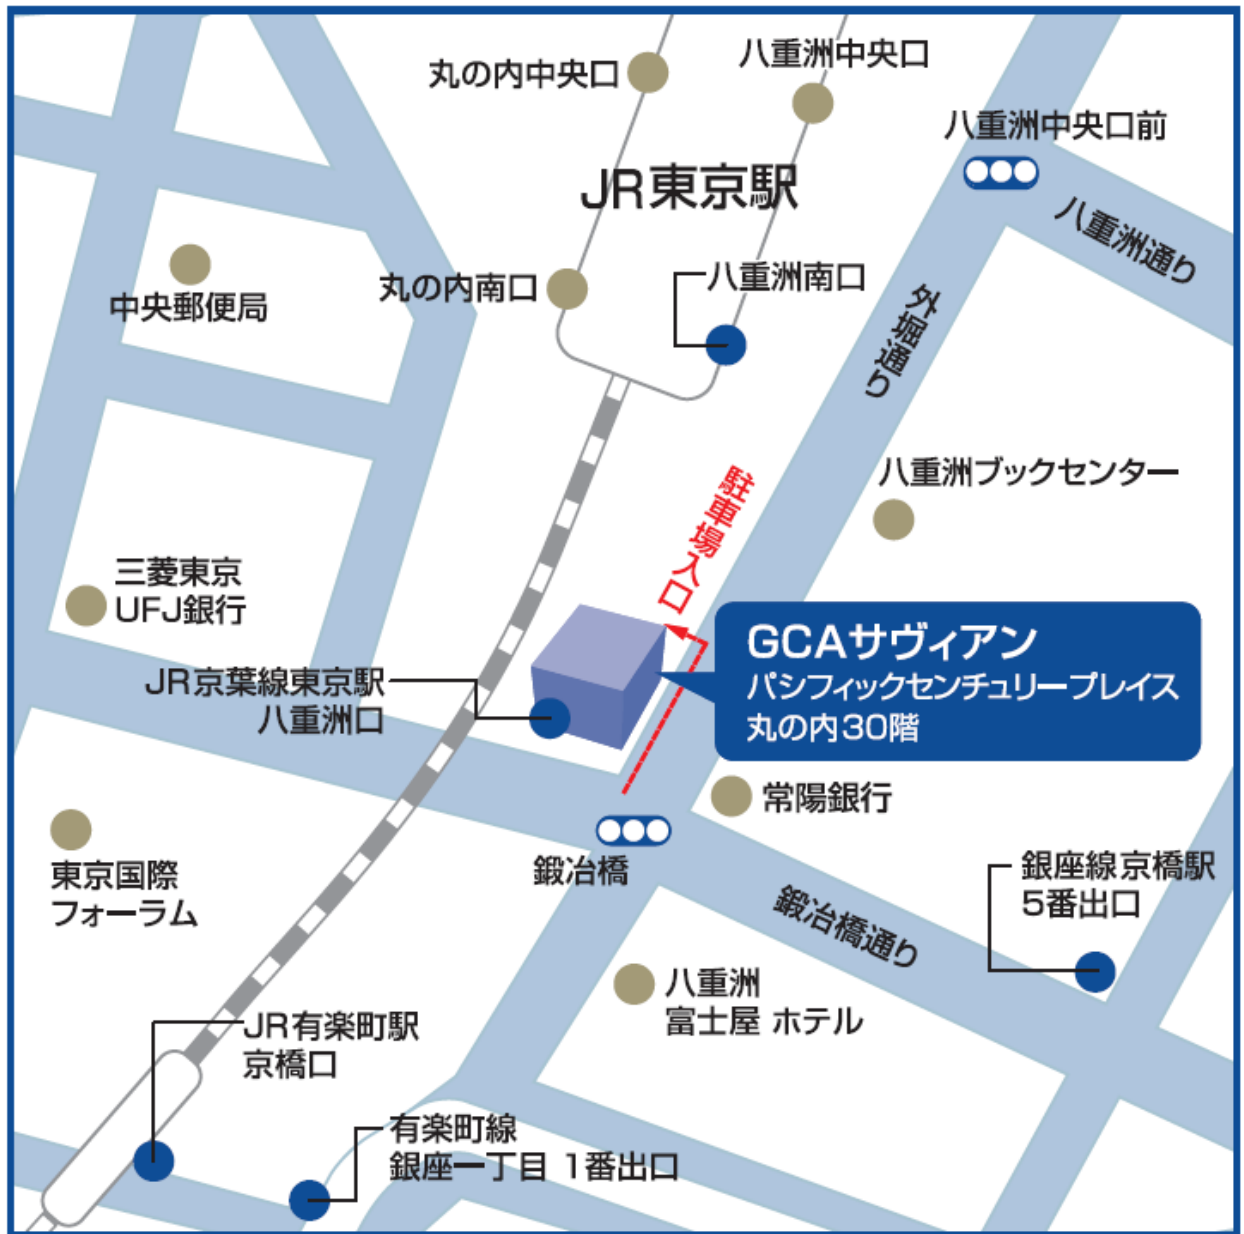 丸の内中央口
八重洲中央口
八重洲中央口前
JR東京駅
八重洲通り
中央郵便局
丸の内南口
八重洲南口
外堀通り
八重洲ブックセンター
駐車場入口
三菱東京
UFJ銀行
GCAサヴィアン
パシフィックセンチュリープレイス
丸の内30階
JR京葉線東京駅
八重洲口
常陽銀行
鍛冶橋
東京国際
フォーラム
銀座線京橋駅
5番出口
鍛冶橋通り
八重洲
富士屋 ホテル
JR有楽町駅
京橋口
有楽町線
銀座一丁目 1番出口